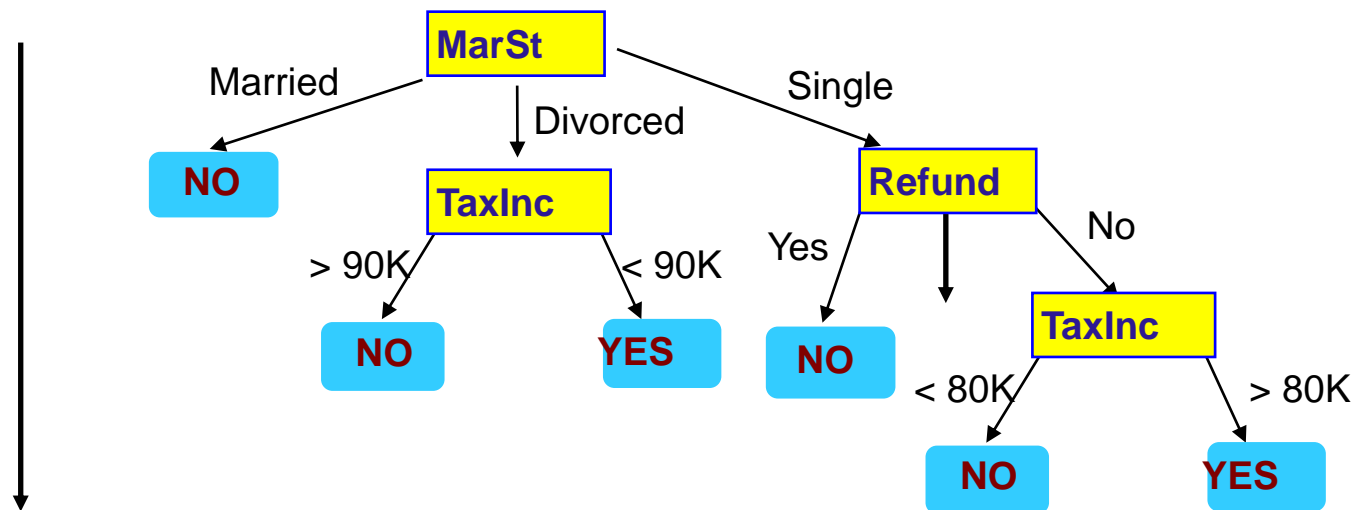 MarSt
Married
Single
Divorced
NO
TaxInc
Refund
> 90K
< 90K
Yes
No
NO
YES
NO
TaxInc
< 80K
> 80K
NO
YES